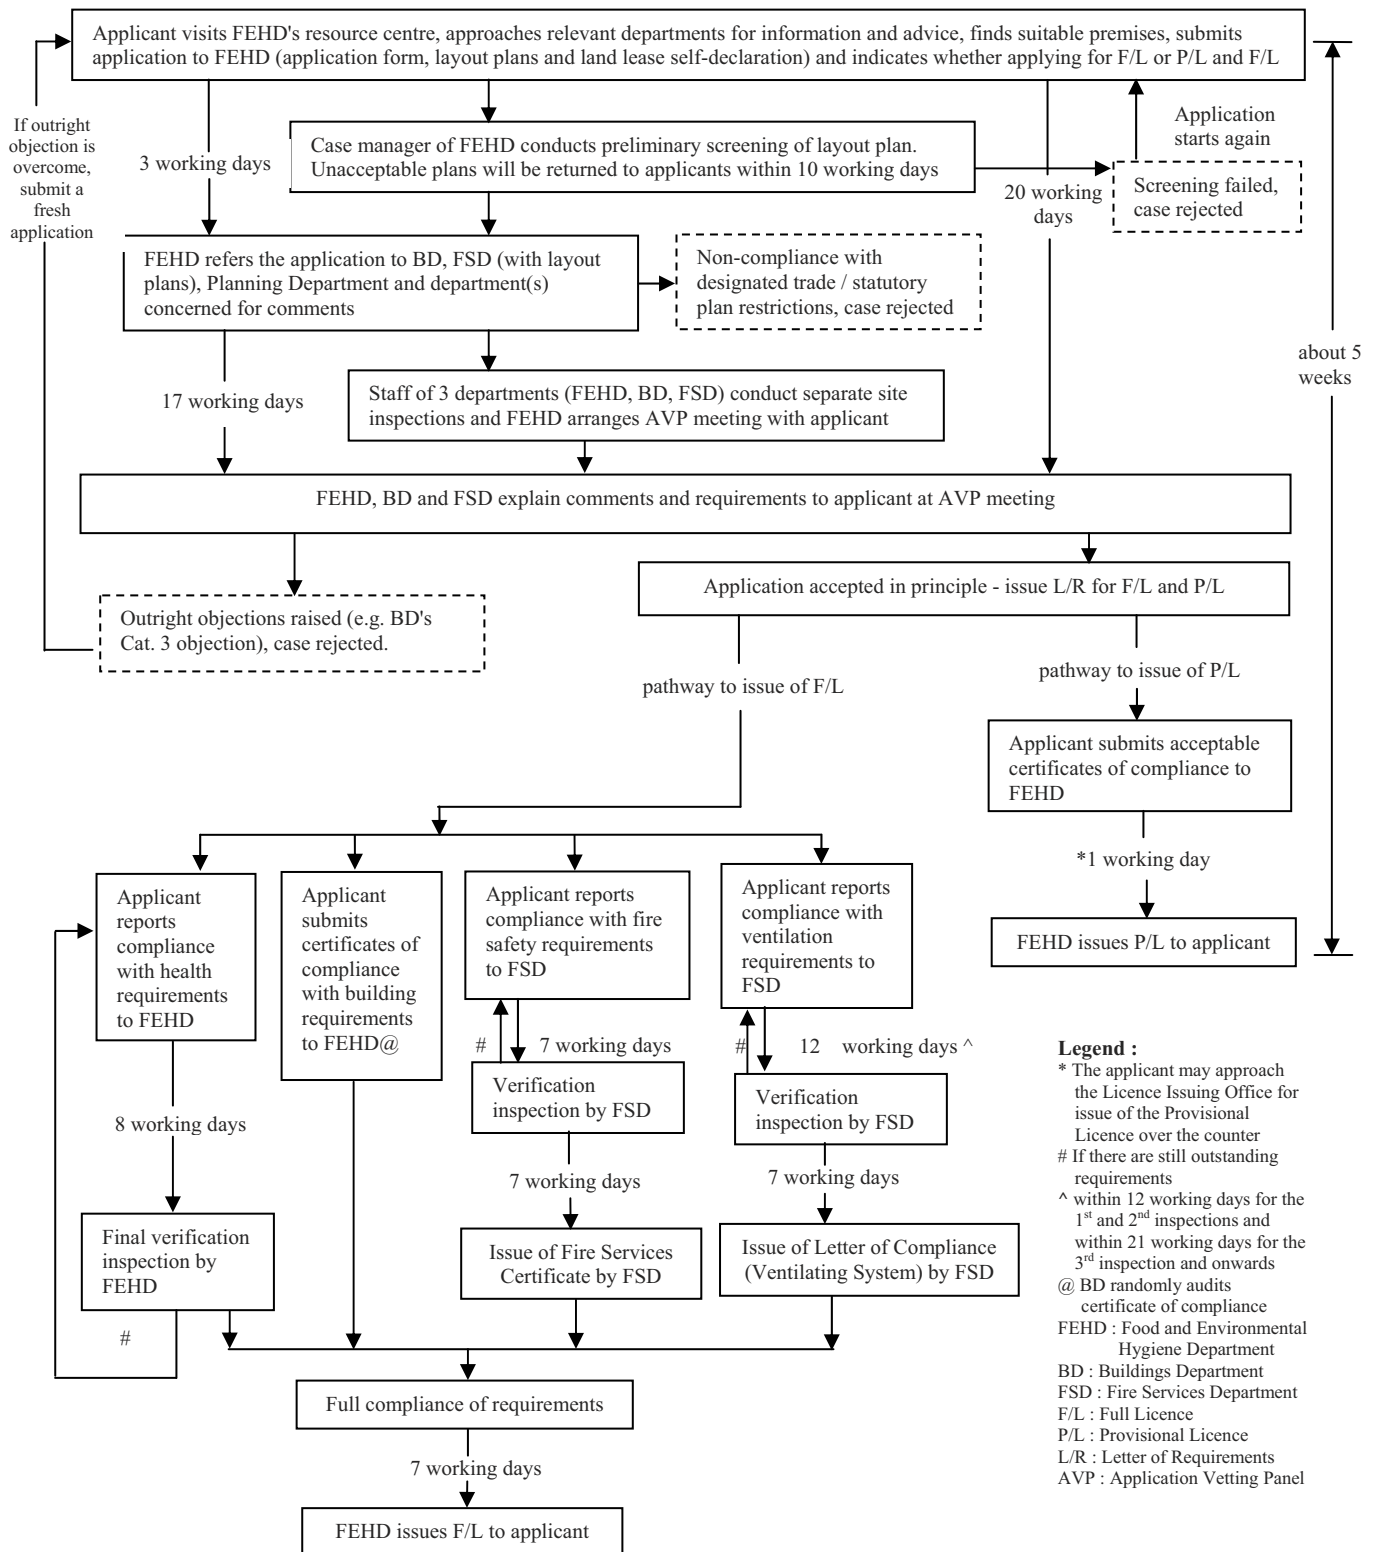 Applicant visits FEHD's resource centre, approaches relevant departments for information and advice, finds suitable premises, submits
application to FEHD (application form, layout plans and land lease self-declaration) and indicates whether applying for F/L or P/L and F/L
If outright
objection is
overcome,
submit a
fresh
application
3 working days
Case manager of FEHD conducts preliminary screening of layout plan.
Unacceptable plans will be returned to applicants within 10 working days
20 working
days
Application
starts again
Screening failed,
case rejected
FEHD refers the application to BD, FSD (with layout
plans), Planning Department and department(s)
concerned for comments
Non-compliance with
designated trade / statutory
plan restrictions, case rejected
about 5
weeks
17 working days
Staff of 3 departments (FEHD, BD, FSD) conduct separate site
inspections and FEHD arranges AVP meeting with applicant
FEHD, BD and FSD explain comments and requirements to applicant at AVP meeting
Outright objections raised (e.g. BD's
Cat. 3 objection), case rejected.
Application accepted in principle - issue L/R for F/L and P/L
pathway to issue of F/L
pathway to issue of P/L
Applicant submits acceptable
certificates of compliance to
FEHD
*1 working day
FEHD issues P/L to applicant
Applicant
reports
compliance
with health
requirements
to FEHD
Applicant
submits
certificates of
compliance
with building
requirements
to FEHD@
Applicant reports
compliance with fire
safety requirements
to FSD
Applicant reports
compliance with
ventilation
requirements to
FSD
# 7 working days
# 12 working days ^
8 working days
Verification
inspection by FSD
Verification
inspection by FSD
7 working days
7 working days
Final verification
inspection by
FEHD
Issue of Fire Services
Certificate by FSD
Issue of Letter of Compliance
(Ventilating System) by FSD
#
Full compliance of requirements
7 working days
FEHD issues F/L to applicant
Legend :
* The applicant may approach
the Licence Issuing Office for
issue of the Provisional
Licence over the counter
# If there are still outstanding
requirements
^ within 12 working days for the
1st and 2nd inspections and
within 21 working days for the
3rd inspection and onwards
@ BD randomly audits
certificate of compliance
FEHD : Food and Environmental
Hygiene Department
BD : Buildings Department
FSD : Fire Services Department
F/L : Full Licence
P/L : Provisional Licence
L/R : Letter of Requirements
AVP : Application Vetting Panel